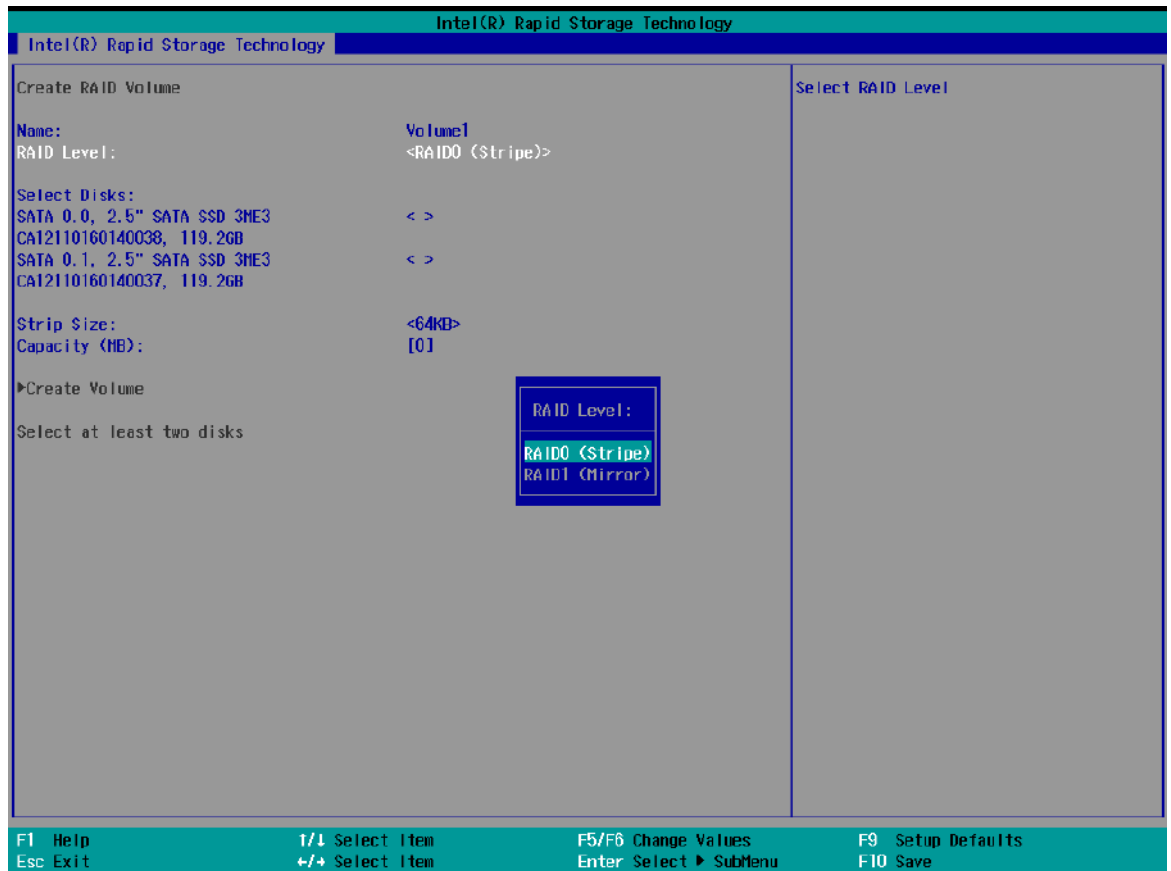 Intel(R) Rapid Storage Technology
Intel(R) Rapid Storage Technology
Create RAID Volume
Select RAID Level
Name: Volume1
RAID Level: <RAID0 (Stripe)>
Select Disks:
SATA 0.0, 2.5" SATA SSD 3ME3 < >
CA12110160140038, 119.2GB
SATA 0.1, 2.5" SATA SSD 3ME3 < >
CA12110160140037, 119.2GB
Strip Size: <64KB>
Capacity (MB): [0]
▶Create Volume
Select at least two disks
RAID Level:
RAID0 (Stripe)
RAID1 (Mirror)
F1 Help ↑/↓ Select Item F5/F6 Change Values F9 Setup Defaults
Esc Exit ←/→ Select Item Enter Select ▶ SubMenu F10 Save